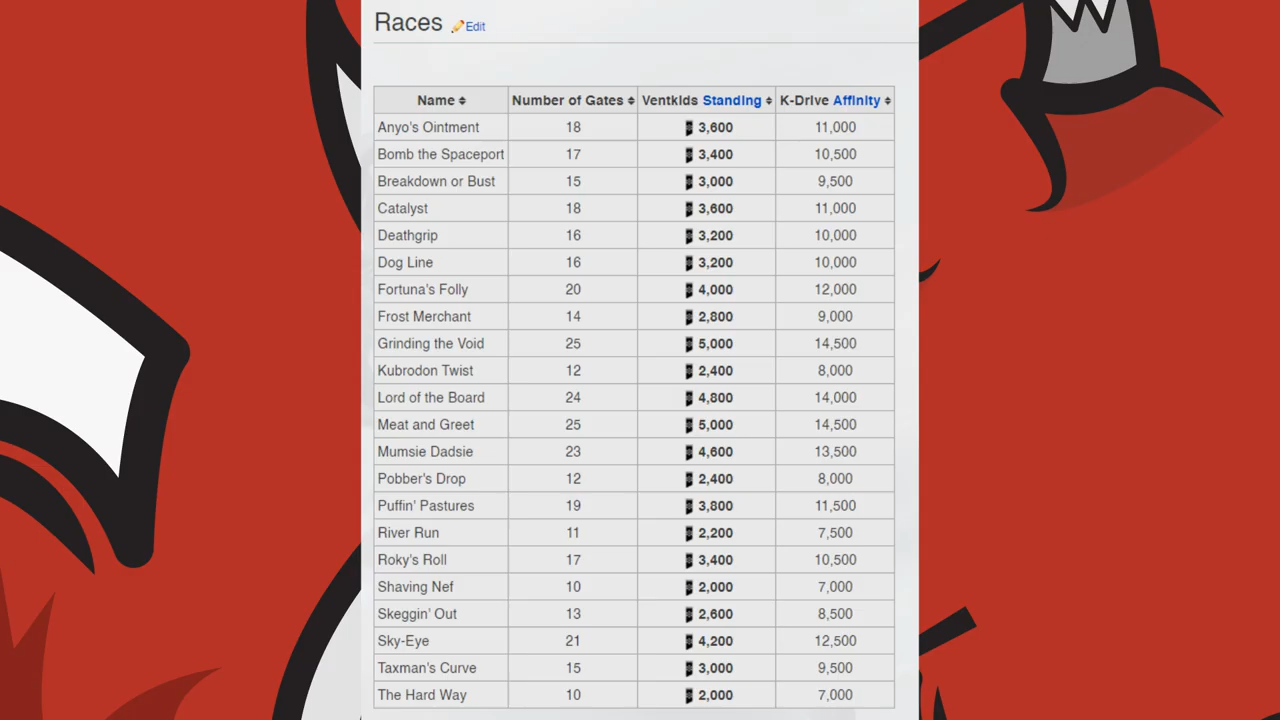 Races Edit
Name Number of Gates Ventkids Standing K-Drive Affinity
Anyo's Ointment 18 3,600 11,000
Bomb the Spaceport 17 3,400 10,500
Breakdown or Bust 15 3,000 9,500
Catalyst 18 3,600 11,000
Deathgrip 16 3,200 10,000
Dog Line 16 3,200 10,000
Fortuna's Folly 20 4,000 12,000
Frost Merchant 14 2,800 9,000
Grinding the Void 25 5,000 14,500
Kubrodon Twist 12 2,400 8,000
Lord of the Board 24 4,800 14,000
Meat and Greet 25 5,000 14,500
Mumsie Dadsie 23 4,600 13,500
Pobber's Drop 12 2,400 8,000
Puffin' Pastures 19 3,800 11,500
River Run 11 2,200 7,500
Roky's Roll 17 3,400 10,500
Shaving Nef 10 2,000 7,000
Skeggin' Out 13 2,600 8,500
Sky-Eye 21 4,200 12,500
Taxman's Curve 15 3,000 9,500
The Hard Way 10 2,000 7,000